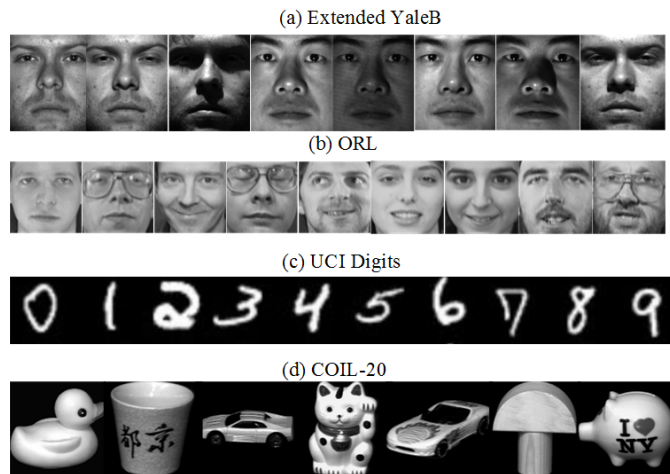 (a) Extended YaleB
(b) ORL
(c) UCI Digits
0 1 2 3 4 5 6 7 8 9
(d) COIL-20
都 京
I
NY